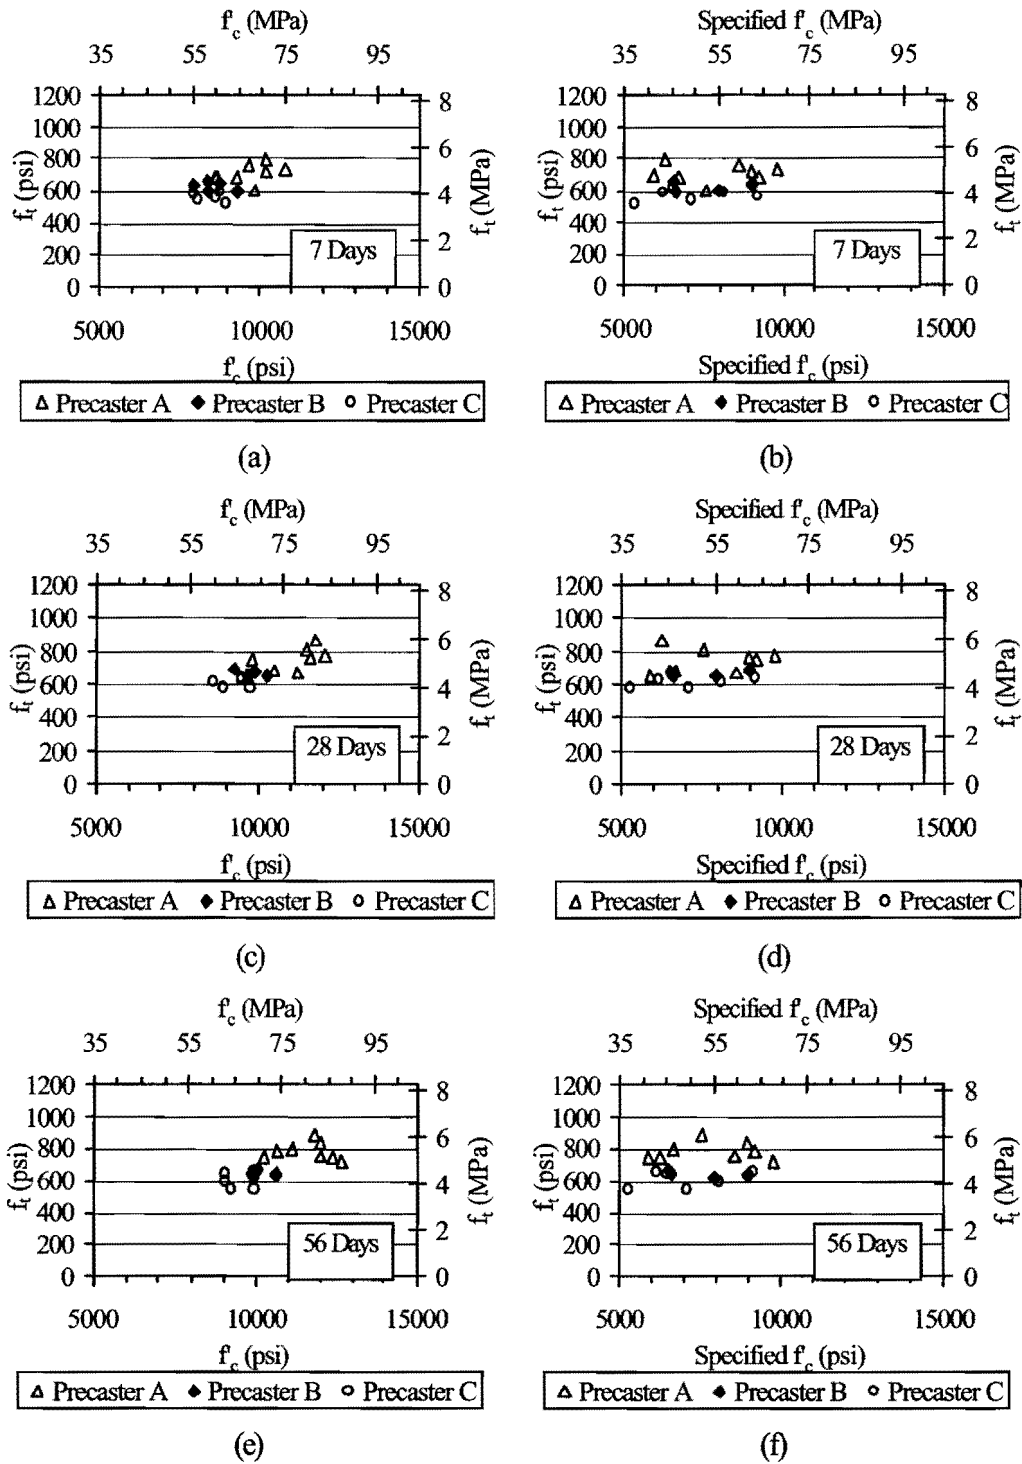 f'c (MPa)
35 55 75 95
1200
1000
800
600
400
200
0
ft (psi)
8
6
4
2
0
ft (MPa)
7 Days
5000 10000 15000
f'c (psi)
Δ Precaster A ◆ Precaster B o Precaster C
(a)
Specified f'c (MPa)
35 55 75 95
1200
1000
800
600
400
200
0
ft (psi)
8
6
4
2
0
ft (MPa)
7 Days
5000 10000 15000
Specified f'c (psi)
Δ Precaster A ◆ Precaster B o Precaster C
(b)
f'c (MPa)
35 55 75 95
1200
1000
800
600
400
200
0
ft (psi)
8
6
4
2
0
ft (MPa)
28 Days
5000 10000 15000
f'c (psi)
Δ Precaster A ◆ Precaster B o Precaster C
(c)
Specified f'c (MPa)
35 55 75 95
1200
1000
800
600
400
200
0
ft (psi)
8
6
4
2
0
ft (MPa)
28 Days
5000 10000 15000
Specified f'c (psi)
Δ Precaster A ◆ Precaster B o Precaster C
(d)
f'c (MPa)
35 55 75 95
1200
1000
800
600
400
200
0
ft (psi)
8
6
4
2
0
ft (MPa)
56 Days
5000 10000 15000
f'c (psi)
Δ Precaster A ◆ Precaster B o Precaster C
(e)
Specified f'c (MPa)
35 55 75 95
1200
1000
800
600
400
200
0
ft (psi)
8
6
4
2
0
ft (MPa)
56 Days
5000 10000 15000
Specified f'c (psi)
Δ Precaster A ◆ Precaster B o Precaster C
(f)